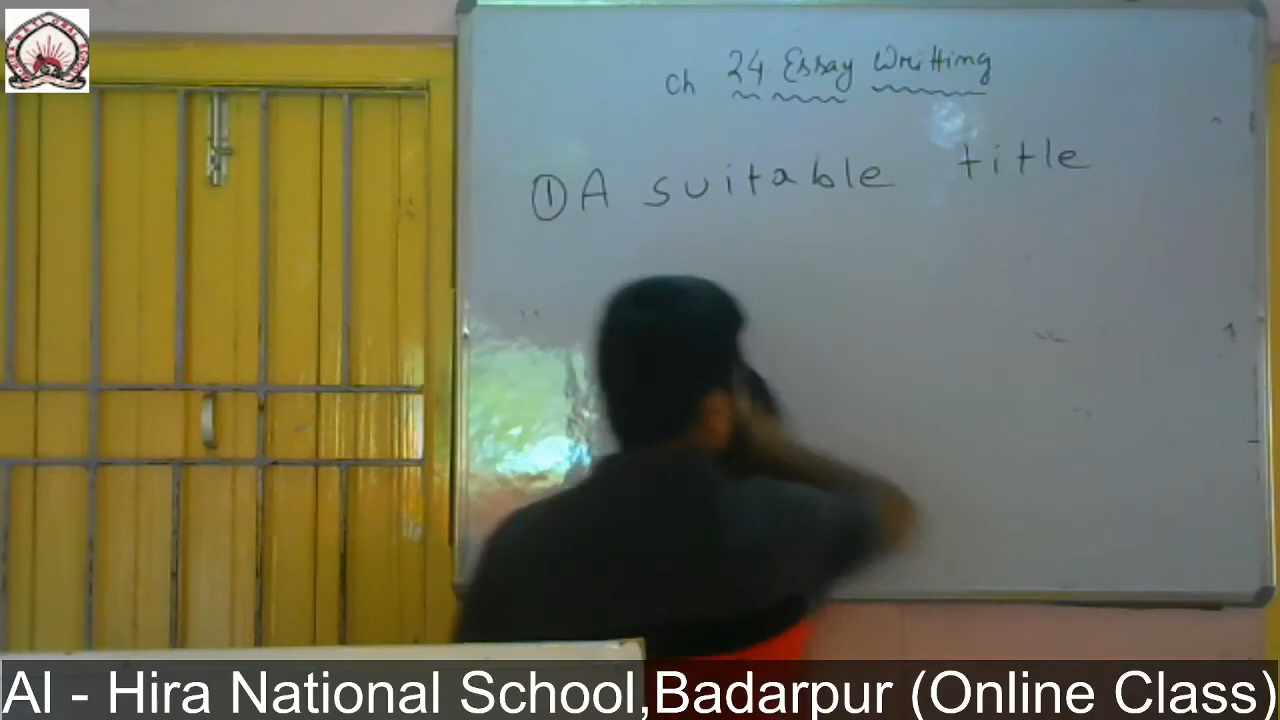 ch 24 Essay Writting
① A suitable title
Al - Hira National School,Badarpur (Online Class)